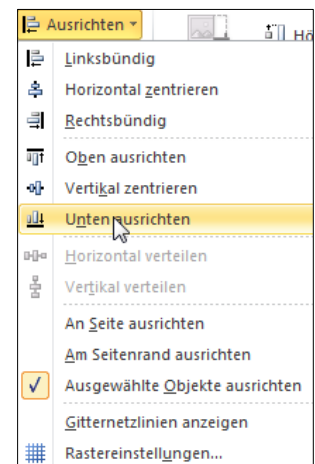 Ausrichten
Hö
Linksbündig
Horizontal zentrieren
Rechtsbündig
Oben ausrichten
Vertikal zentrieren
Unten ausrichten
Horizontal verteilen
Vertikal verteilen
An Seite ausrichten
Am Seitenrand ausrichten
Ausgewählte Objekte ausrichten
Gitternetzlinien anzeigen
Rastereinstellungen...